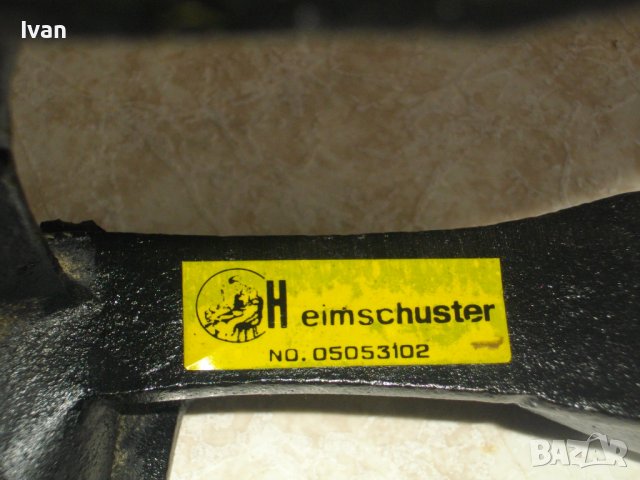 Ivan
Heimschuster
NO. 05053102
BAZAR